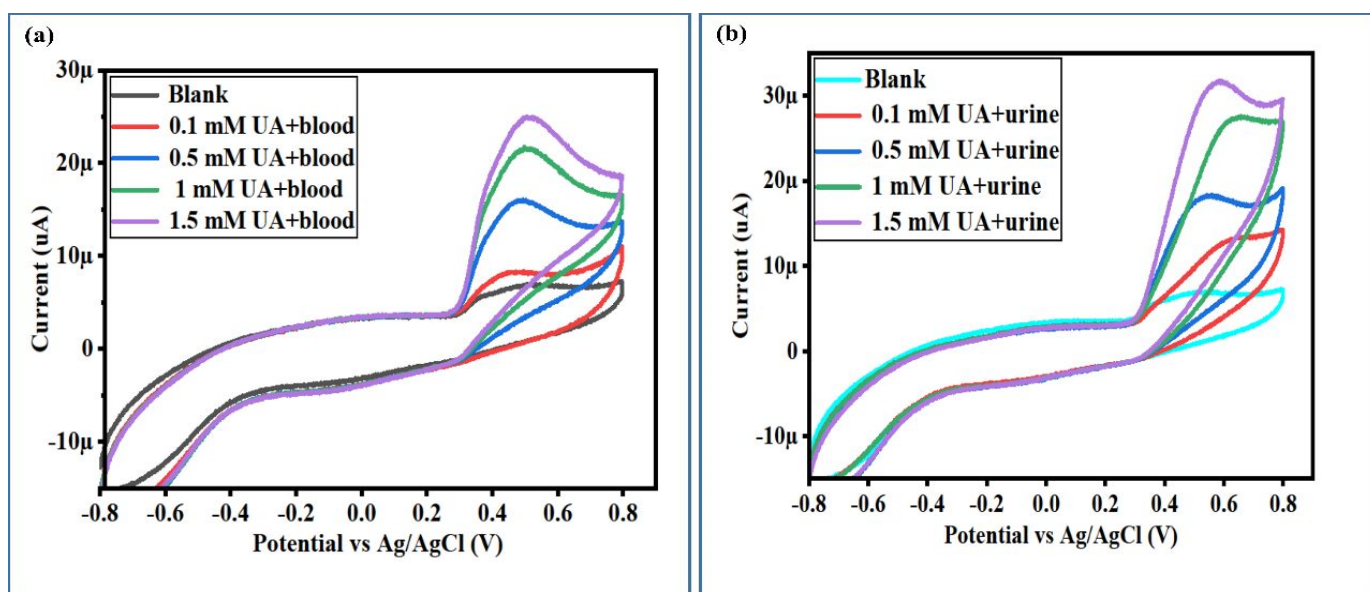 (a)
30μ
20μ
10μ
0
-10μ
Current (uA)
Blank
0.1 mM UA+blood
0.5 mM UA+blood
1 mM UA+blood
1.5 mM UA+blood
-0.8 -0.6 -0.4 -0.2 0.0 0.2 0.4 0.6 0.8
Potential vs Ag/AgCl (V)
(b)
30μ
20μ
10μ
0
-10μ
Current (uA)
Blank
0.1 mM UA+urine
0.5 mM UA+urine
1 mM UA+urine
1.5 mM UA+urine
-0.8 -0.6 -0.4 -0.2 0.0 0.2 0.4 0.6 0.8
Potential vs Ag/AgCl (V)